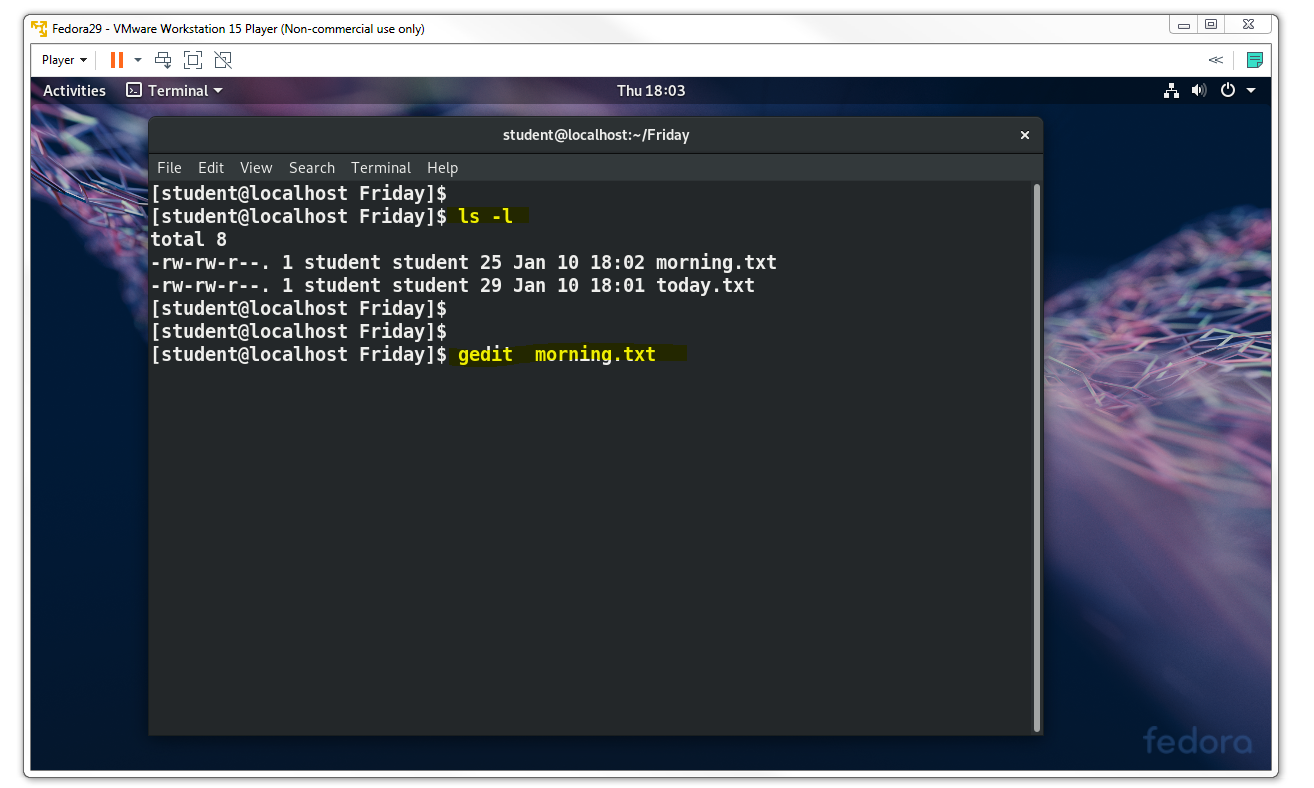 Fedora29 - VMware Workstation 15 Player (Non-commercial use only)
Player
Activities Terminal Thu 18:03
student@localhost:~/Friday
File Edit View Search Terminal Help
[student@localhost Friday]$
[student@localhost Friday]$ ls -l
total 8
-rw-rw-r--. 1 student student 25 Jan 10 18:02 morning.txt
-rw-rw-r--. 1 student student 29 Jan 10 18:01 today.txt
[student@localhost Friday]$
[student@localhost Friday]$
[student@localhost Friday]$ gedit  morning.txt
fedora